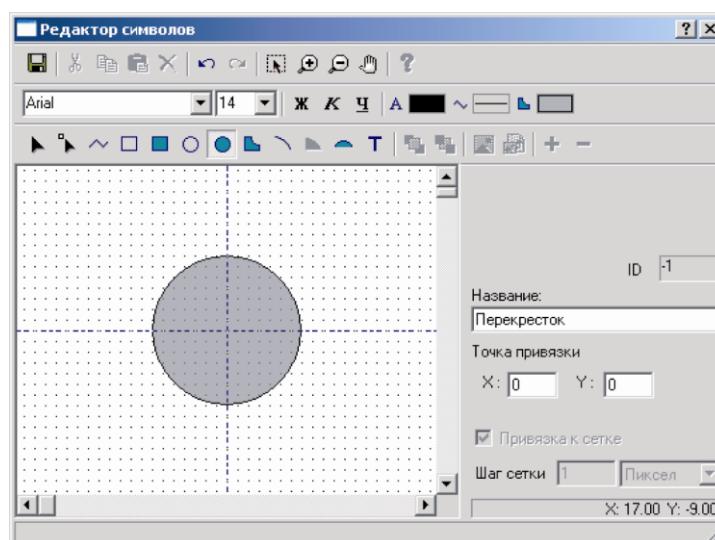 Редактор символов
Arial 14 Ж К Ч А
Т
ID -1
Название:
Перекресток
Точка привязки
X: 0 Y: 0
Привязка к сетке
Шаг сетки 1 Пиксел
X: 17.00 Y: -9.00